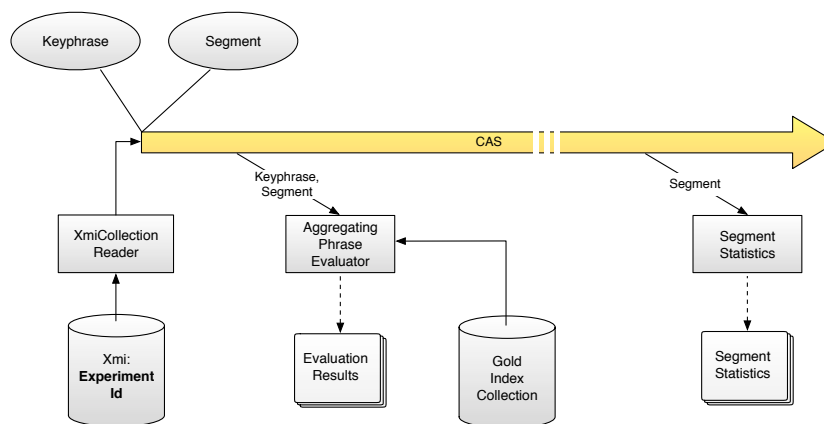 Keyphrase
Segment
CAS
Keyphrase,
Segment
Segment
XmiCollection
Reader
Aggregating
Phrase
Evaluator
Segment
Statistics
Xmi:
Experiment
Id
Evaluation
Results
Gold
Index
Collection
Segment
Statistics